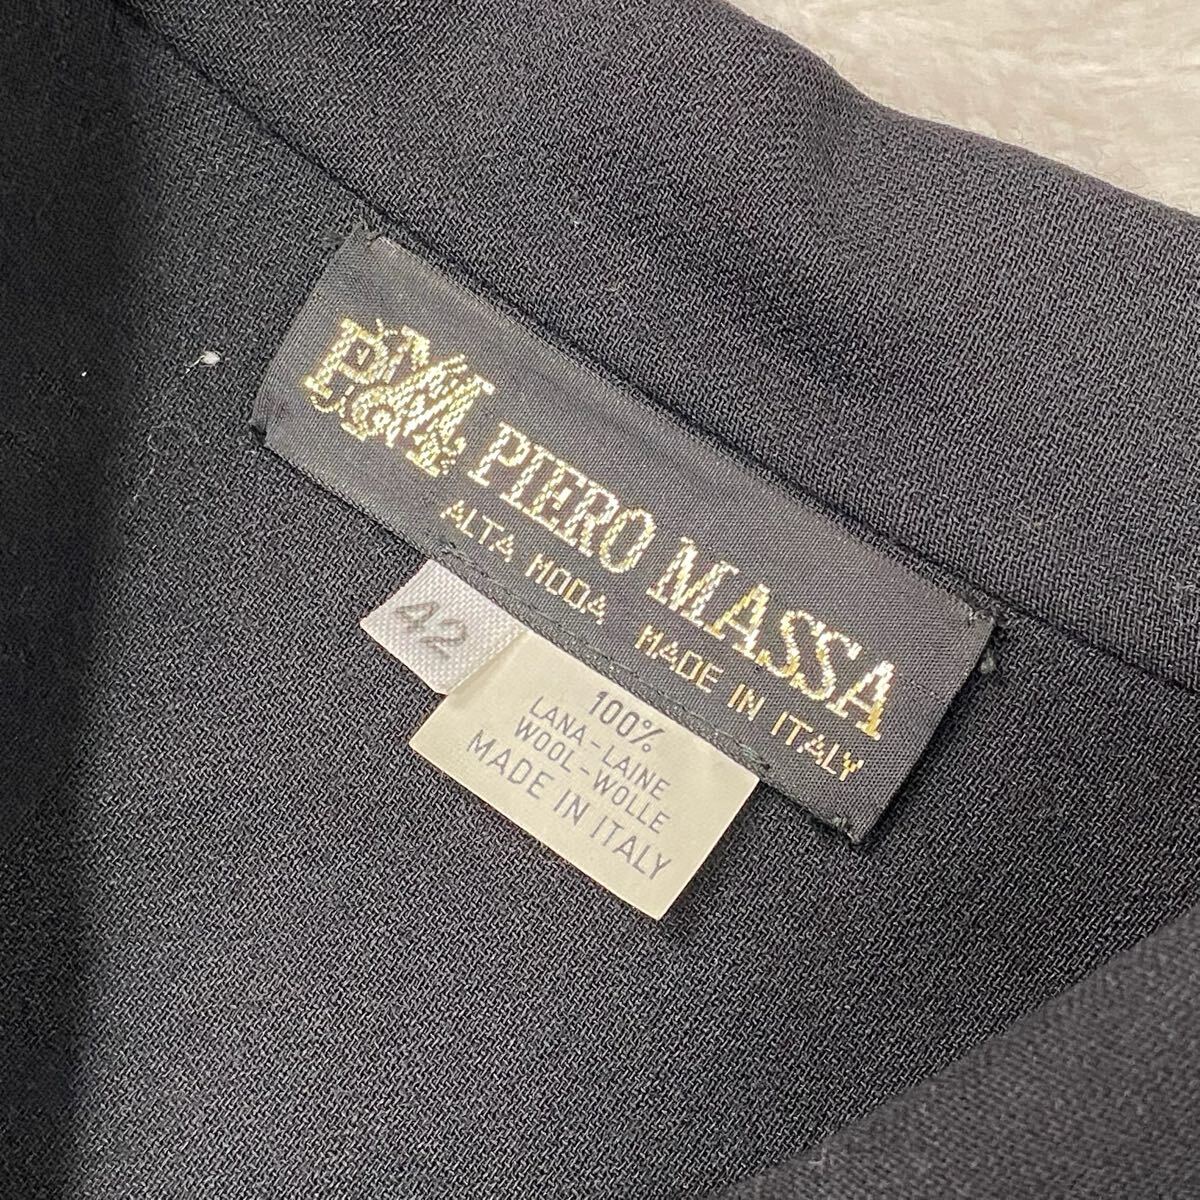 PM PIERO MASSA
ALTA MODA MADE IN ITALY
42
100%
LANA-LAINE
WOOL-WOLLE
MADE IN ITALY